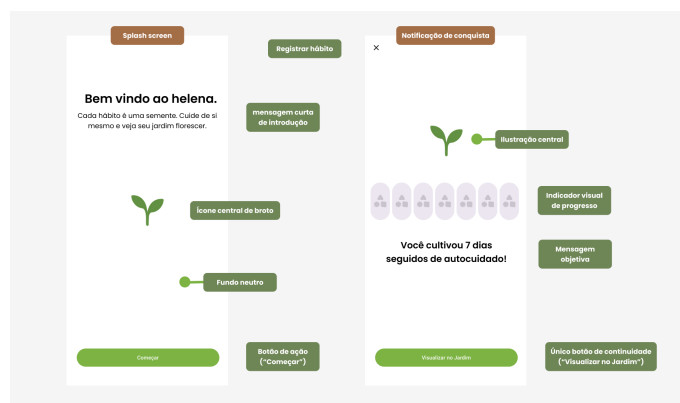 Splash screen
Bem vindo ao helena.
Cada hábito é uma semente. Cuide de si
mesmo e veja seu jardim florescer.
Começar
Registrar hábito
mensagem curta
de introdução
Ícone central de broto
Fundo neutro
Botão de ação
(“Começar”)
Notificação de conquista
Você cultivou 7 dias
seguidos de autocuidado!
Visualizar no Jardim
Ilustração central
Indicador visual
de progresso
Mensagem
objetiva
Único botão de continuidade
(“Visualizar no Jardim”)